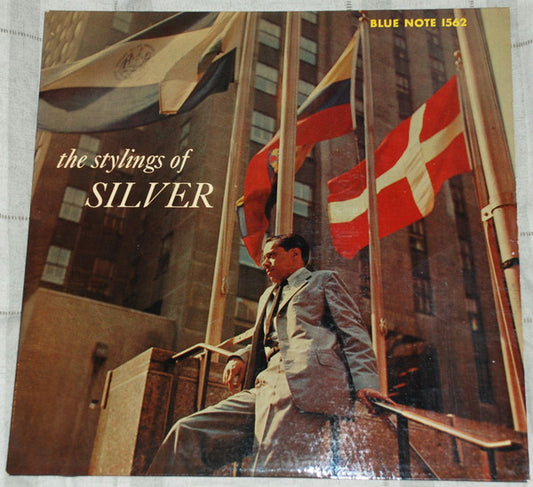 BLUE NOTE 1562
the stylings of
SILVER